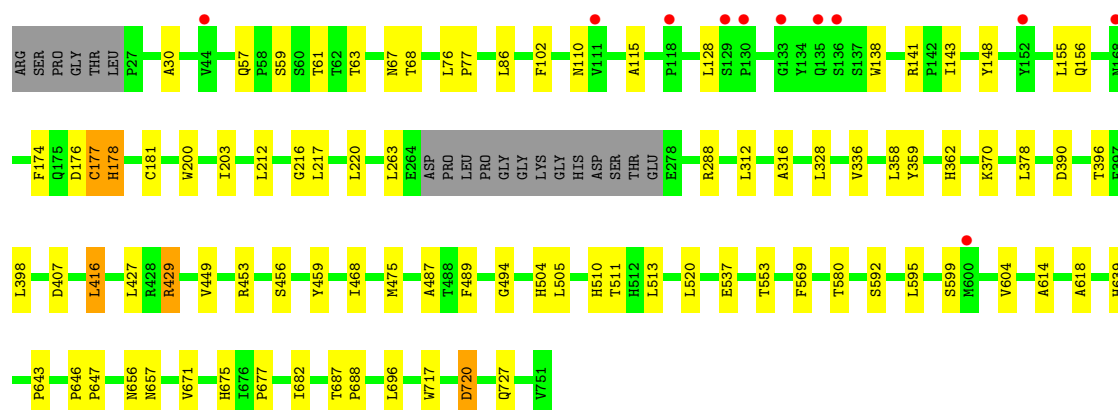 ARG SER PRO GLY THR LEU P27 A30 V44 Q57 P58 S59 S60 T61 T62 T63 N67 T68 L76 P77 L86 F102 N110 V111 A115 P118 L128 S129 P130 G133 Y134 Q135 S136 S137 W138 R141 P142 I143 Y148 Y152 L155 Q156 N168
F174 Q175 D176 C177 H178 C181 W200 I203 L212 G216 L217 L220 L263 E264 ASP PRO LEU PRO GLY GLY LYS GLY HIS ASP SER THR GLU E278 R288 L312 A316 L328 V336 L358 Y359 H362 K370 L378 D390 T396 E397
L398 D407 L416 L427 R428 R429 V449 R453 S456 Y459 I468 M475 A487 T488 F489 G494 H504 L505 H510 T511 H512 L513 L520 E537 T553 F569 T580 S592 L595 S599 M600 V604 A614 A618 H639
P643 P646 P647 N656 N657 V671 H675 I676 P677 I682 T687 P688 L696 W717 D720 Q727 V751